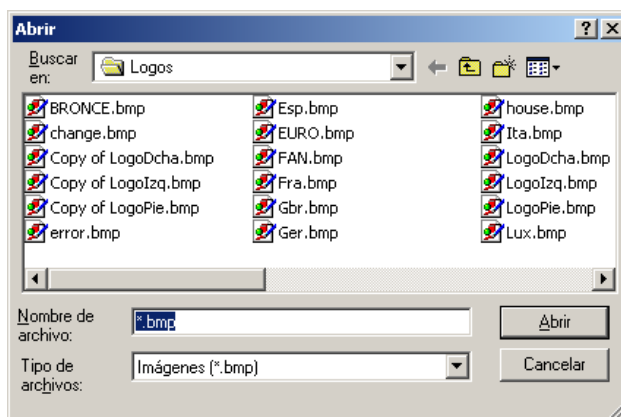 Abrir
Buscar en:
Logos
BRONCE.bmp
change.bmp
Copy of LogoDcha.bmp
Copy of LogoIzq.bmp
Copy of LogoPie.bmp
error.bmp
Esp.bmp
EURO.bmp
FAN.bmp
Fra.bmp
Gbr.bmp
Ger.bmp
house.bmp
Ita.bmp
LogoDcha.bmp
LogoIzq.bmp
LogoPie.bmp
Lux.bmp
Nombre de archivo:
*.bmp
Abrir
Tipo de archivos:
Imágenes (*.bmp)
Cancelar